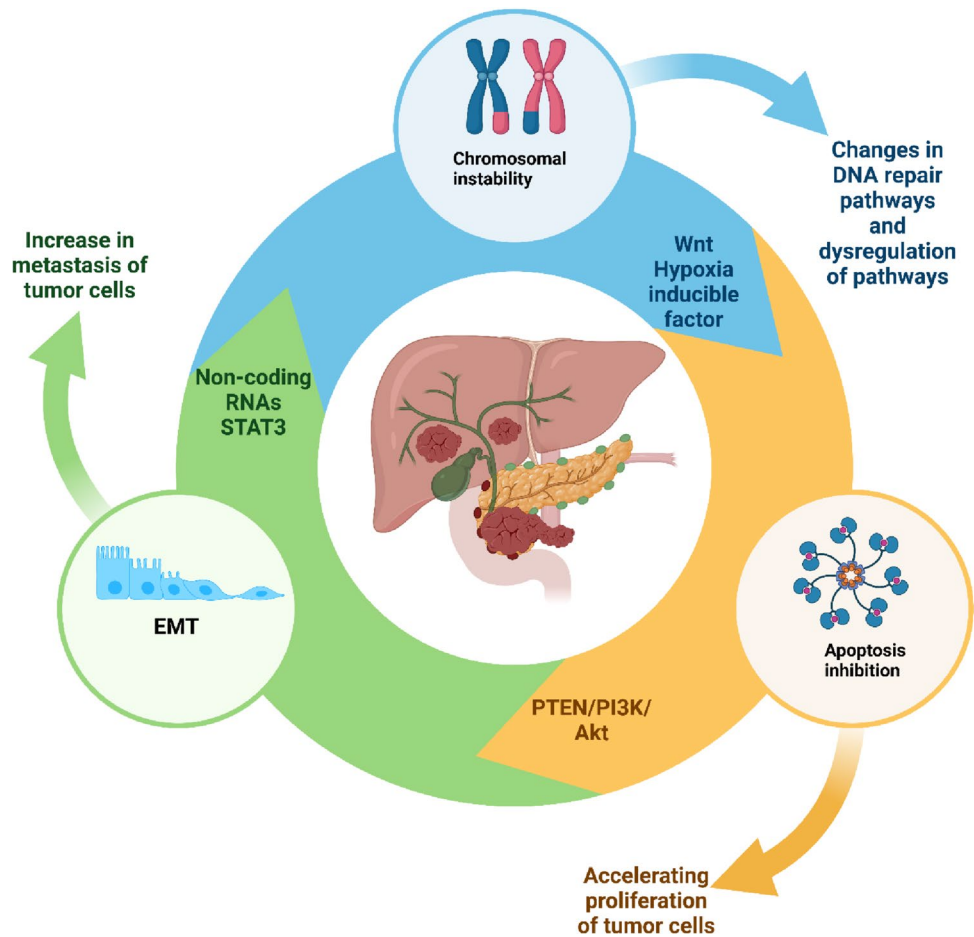 Chromosomal
instability
Changes in
DNA repair
pathways
and
dysregulation
of pathways
Increase in
metastasis of
tumor cells
Wnt
Hypoxia
inducible
factor
Non-coding
RNAs
STAT3
EMT
Apoptosis
inhibition
PTEN/PI3K/
Akt
Accelerating
proliferation
of tumor cells